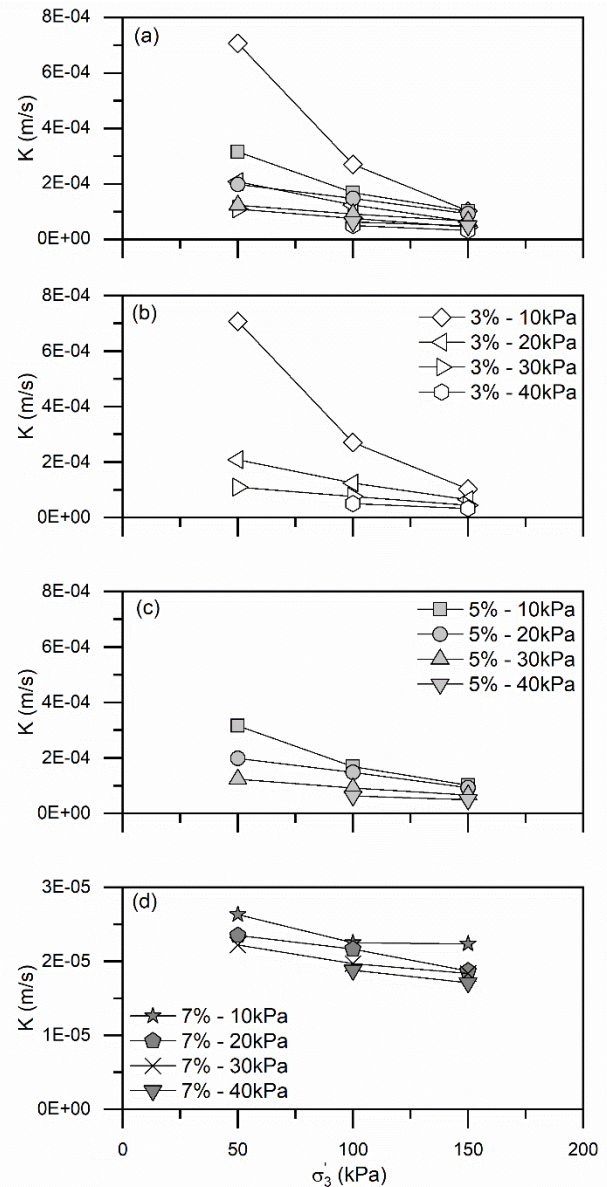 (a)
8E-04
6E-04
4E-04
2E-04
0E+00
K (m/s)
(b)
8E-04
6E-04
4E-04
2E-04
0E+00
K (m/s)
3% - 10kPa
3% - 20kPa
3% - 30kPa
3% - 40kPa
(c)
8E-04
6E-04
4E-04
2E-04
0E+00
K (m/s)
5% - 10kPa
5% - 20kPa
5% - 30kPa
5% - 40kPa
(d)
3E-05
2E-05
1E-05
0E+00
K (m/s)
7% - 10kPa
7% - 20kPa
7% - 30kPa
7% - 40kPa
0 50 100 150 200
σ₃' (kPa)